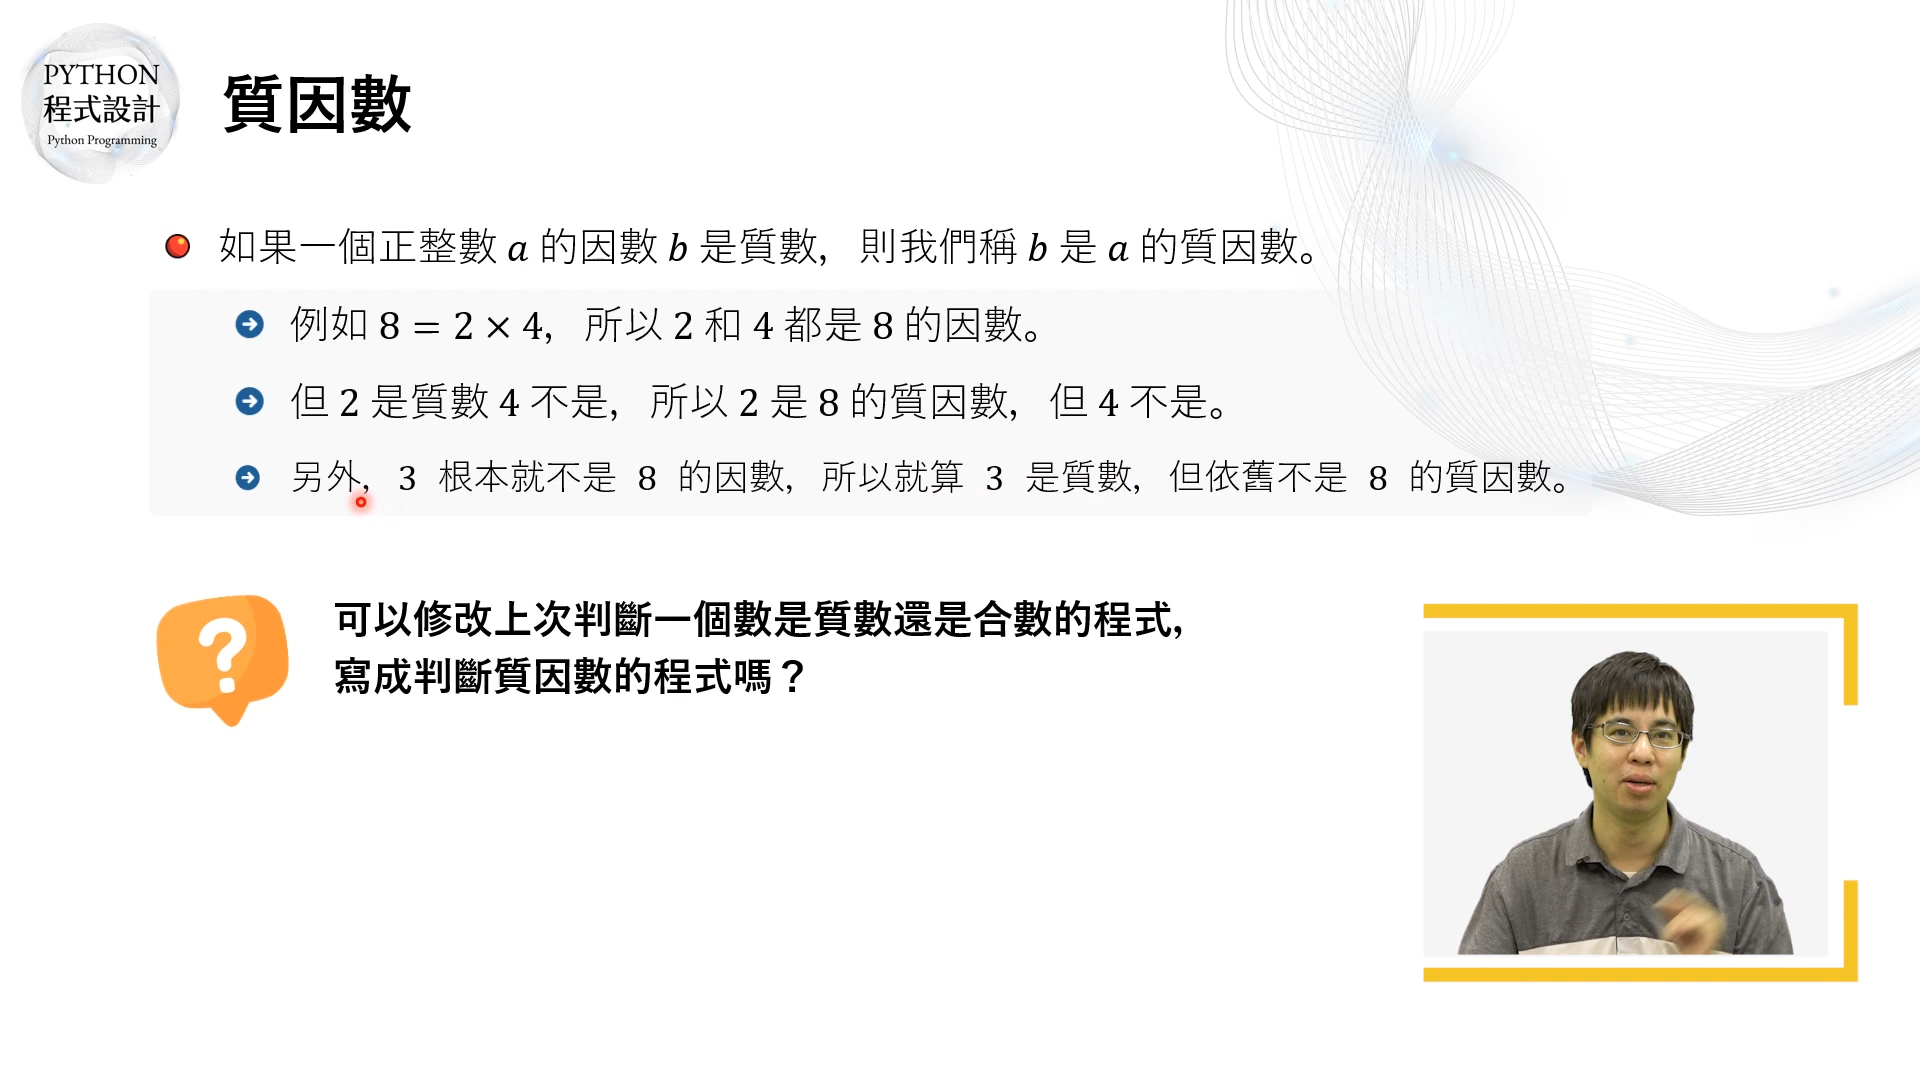 PYTHON
程式設計
Python Programming
質因數
如果一個正整數 a 的因數 b 是質數，則我們稱 b 是 a 的質因數。
例如 8 = 2 × 4，所以 2 和 4 都是 8 的因數。
但 2 是質數 4 不是，所以 2 是 8 的質因數，但 4 不是。
另外，3 根本就不是 8 的因數，所以就算 3 是質數，但依舊不是 8 的質因數。
可以修改上次判斷一個數是質數還是合數的程式，
寫成判斷質因數的程式嗎？